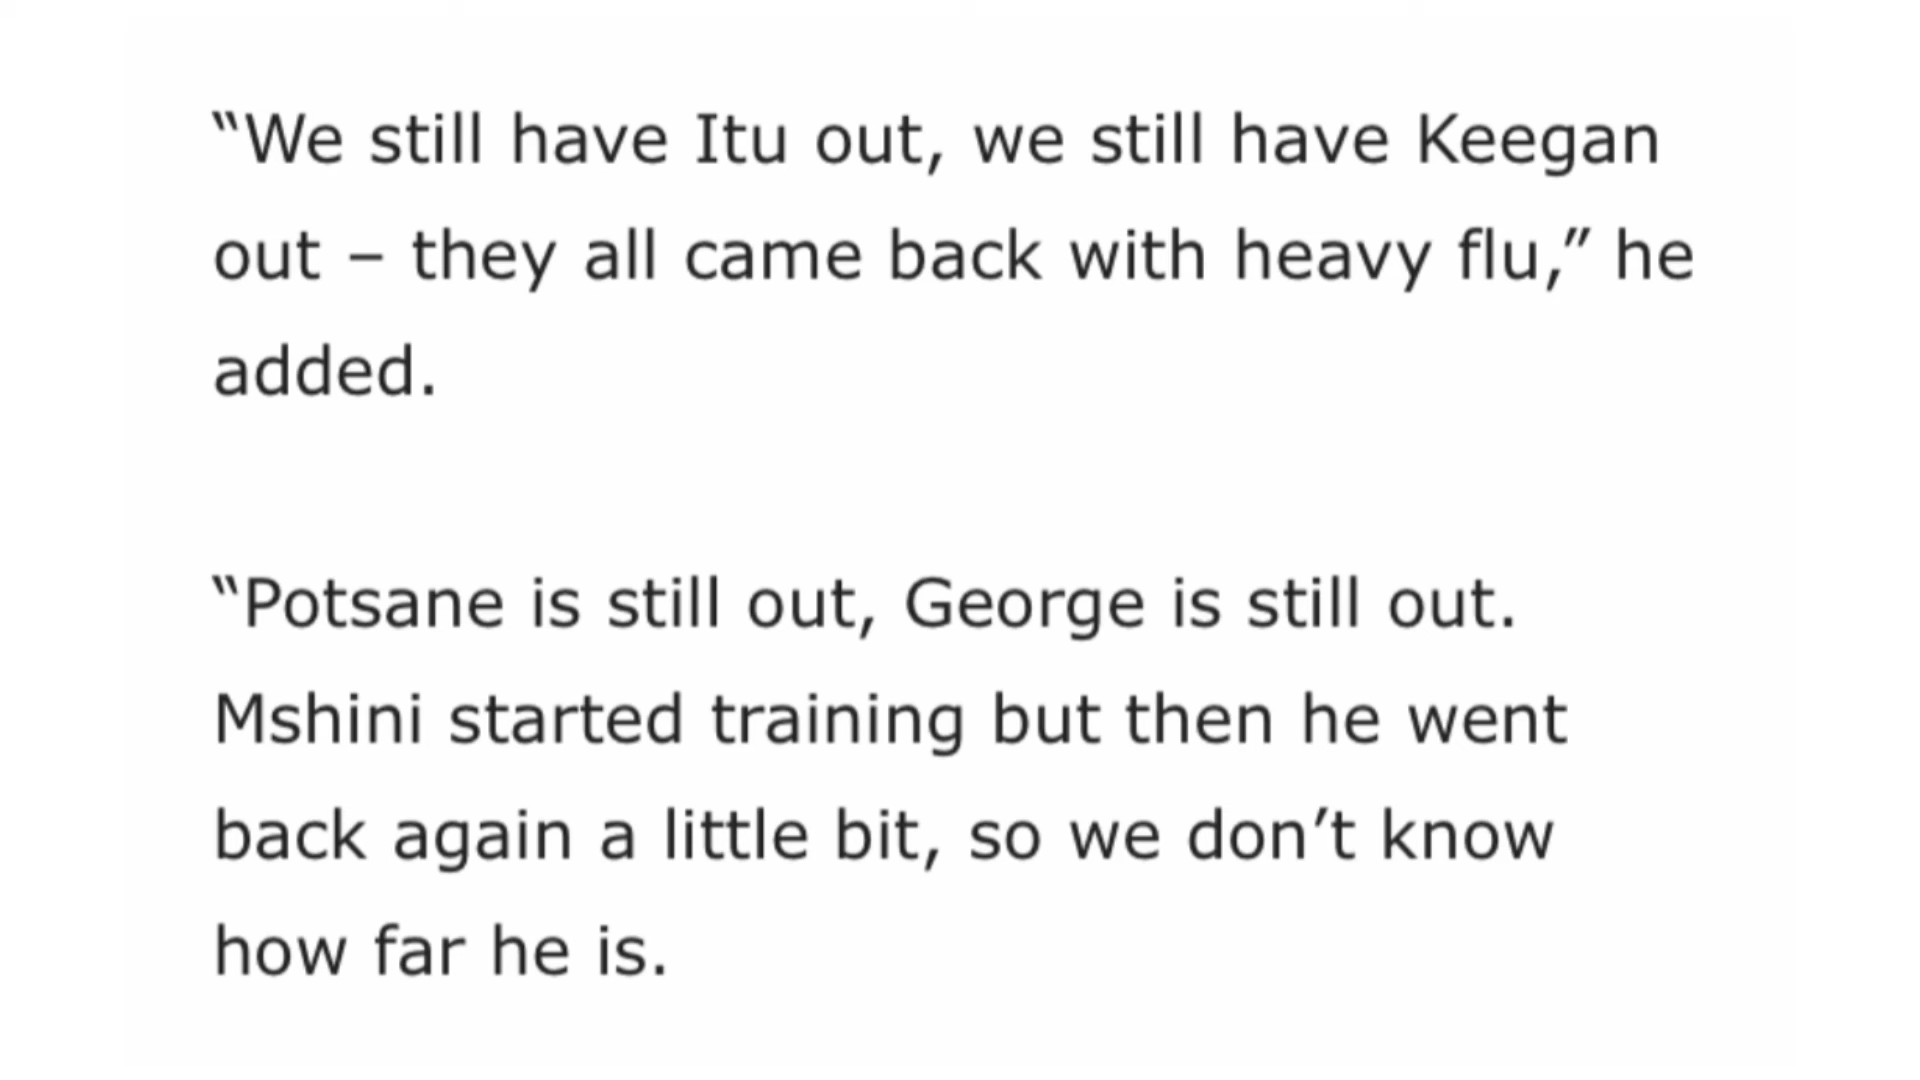 “We still have Itu out, we still have Keegan
out – they all came back with heavy flu,” he
added.
“Potsane is still out, George is still out.
Mshini started training but then he went
back again a little bit, so we don’t know
how far he is.